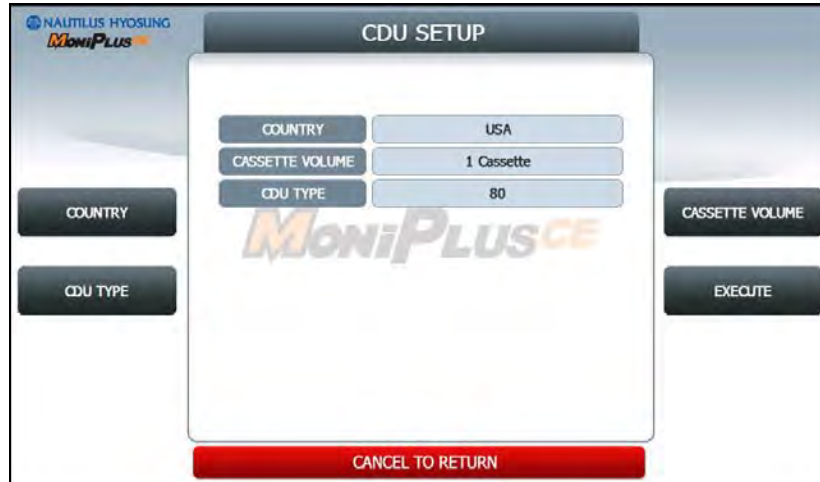 NAUTILUS HYOSUNG
MoniPlus CE
CDU SETUP
COUNTRY USA
CASSETTE VOLUME 1 Cassette
CDU TYPE 80
COUNTRY
CASSETTE VOLUME
MoniPlusCE
CDU TYPE
EXECUTE
CANCEL TO RETURN